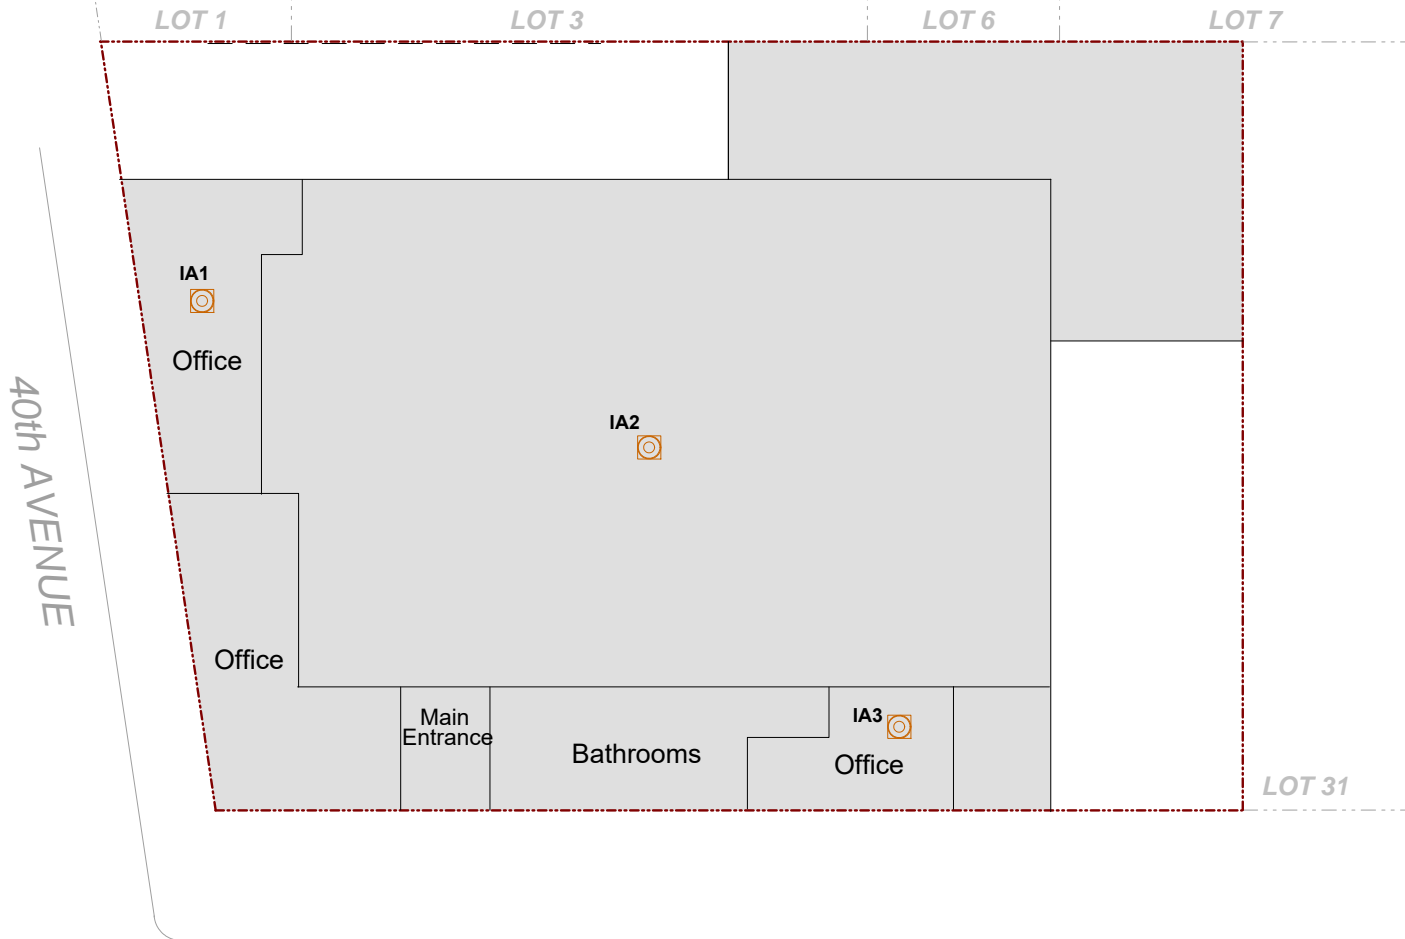 LOT 1
LOT 3
LOT 6
LOT 7
IA1
Office
40th AVENUE
IA2
Office
Main
Entrance
Bathrooms
IA3
Office
LOT 31